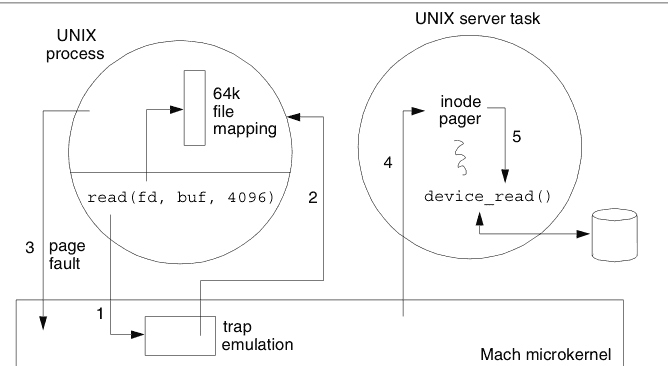 UNIX
process
UNIX server task
64k
file
mapping
inode
pager
5
4
read(fd, buf, 4096)
2
device_read()
3
page
fault
1
trap
emulation
Mach microkernel